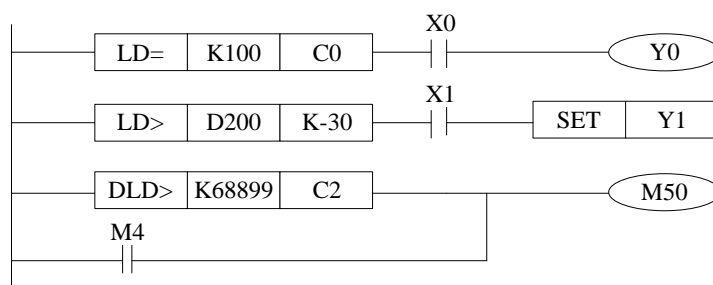 X0
LD= K100 C0 Y0
X1
LD> D200 K-30 SET Y1
DLD> K68899 C2 M50
M4